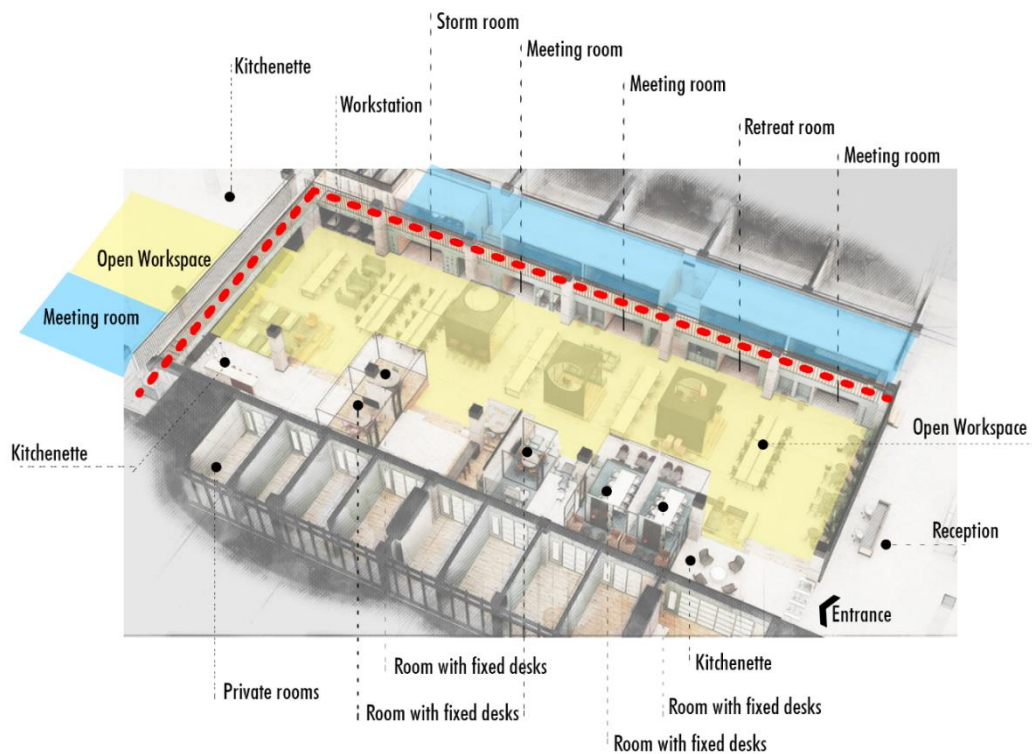 Storm room
Meeting room
Kitchenette
Meeting room
Workstation
Retreat room
Meeting room
Open Workspace
Meeting room
Open Workspace
Kitchenette
Reception
Entrance
Room with fixed desks
Kitchenette
Private rooms
Room with fixed desks
Room with fixed desks
Room with fixed desks